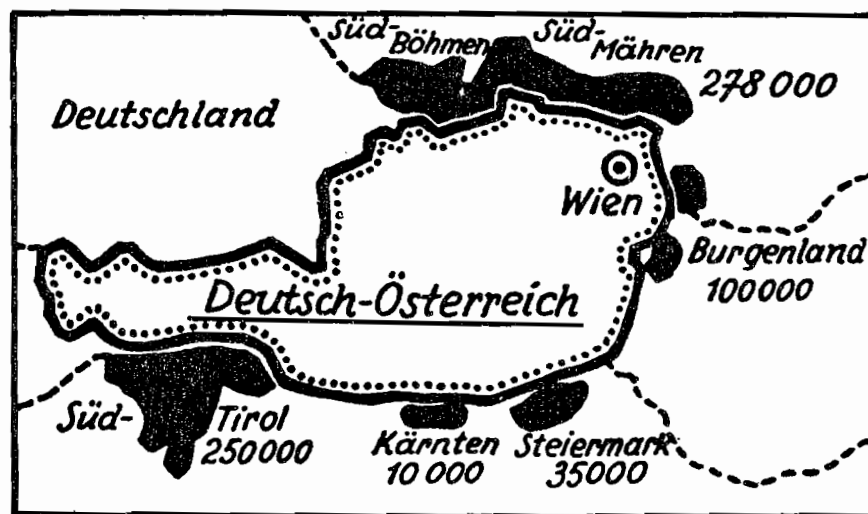 Süd-
Böhmen
Süd-
Mähren
278 000
Deutschland
Wien
Burgenland
100000
Deutsch-Österreich
Süd-
Tirol
250000
Kärnten
10 000
Steiermark
35000